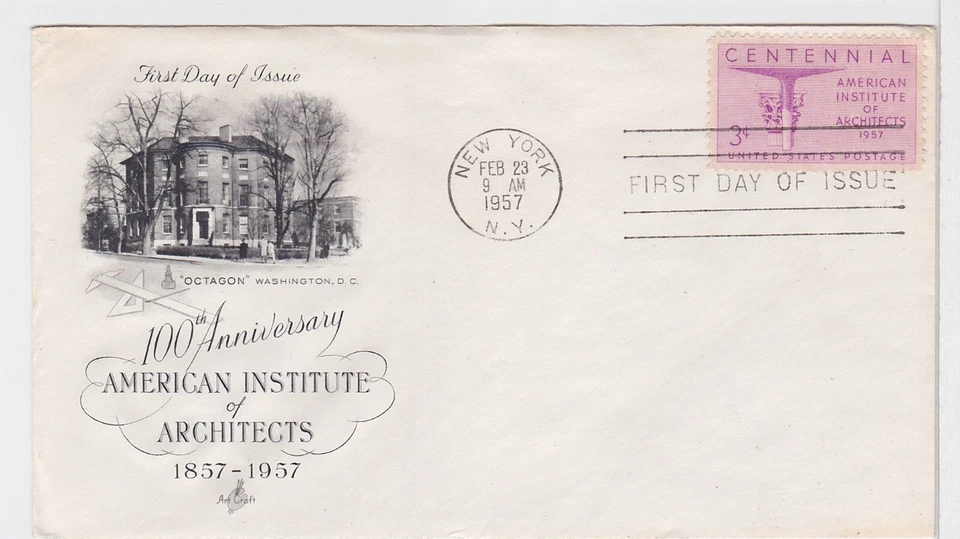 First Day of Issue
"OCTAGON" WASHINGTON, D.C.
100th Anniversary
AMERICAN INSTITUTE
of
ARCHITECTS
1857-1957
Art Craft
NEW YORK
FEB 23
9 AM
1957
N.Y.
CENTENNIAL
AMERICAN
INSTITUTE
OF
ARCHITECTS
1957
3¢
UNITED STATES POSTAGE
FIRST DAY OF ISSUE